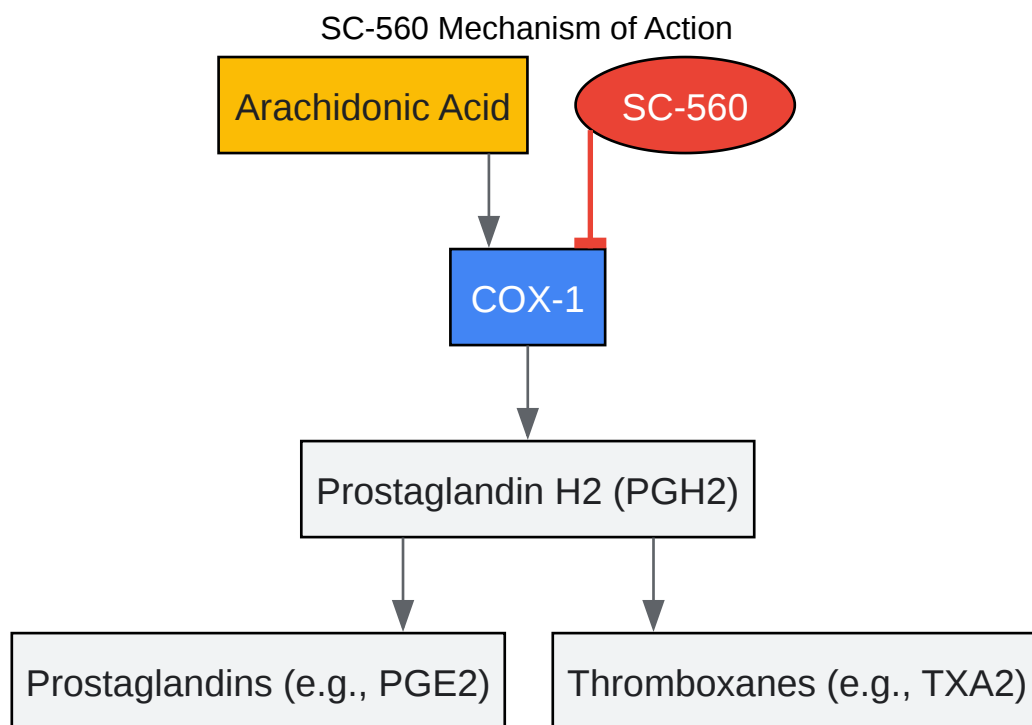 SC-560 Mechanism of Action
Arachidonic Acid
SC-560
COX-1
Prostaglandin H2 (PGH2)
Prostaglandins (e.g., PGE2)
Thromboxanes (e.g., TXA2)